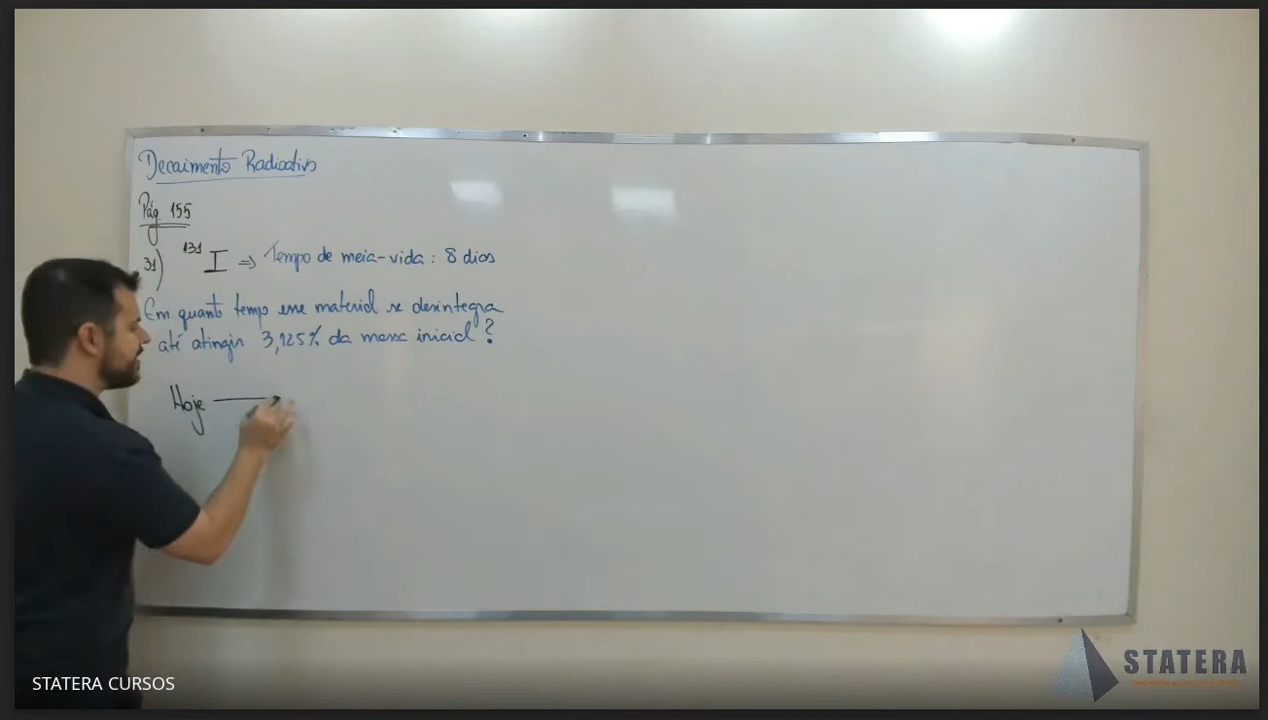 Decaimento Radioativo
Pág. 155
31) 131 I => Tempo de meia-vida: 8 dias
Em quanto tempo esse material se desintegra
até atingir 3,125% da massa inicial?
Hoje
STATERA
STATERA CURSOS